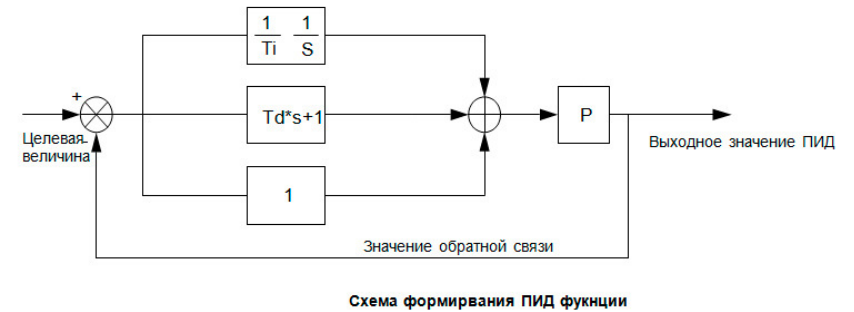 1 1
Ti S
+
Td*s+1
P
Целевая-
величина
Выходное значение ПИД
1
Значение обратной связи
Схема формирвания ПИД фукнции